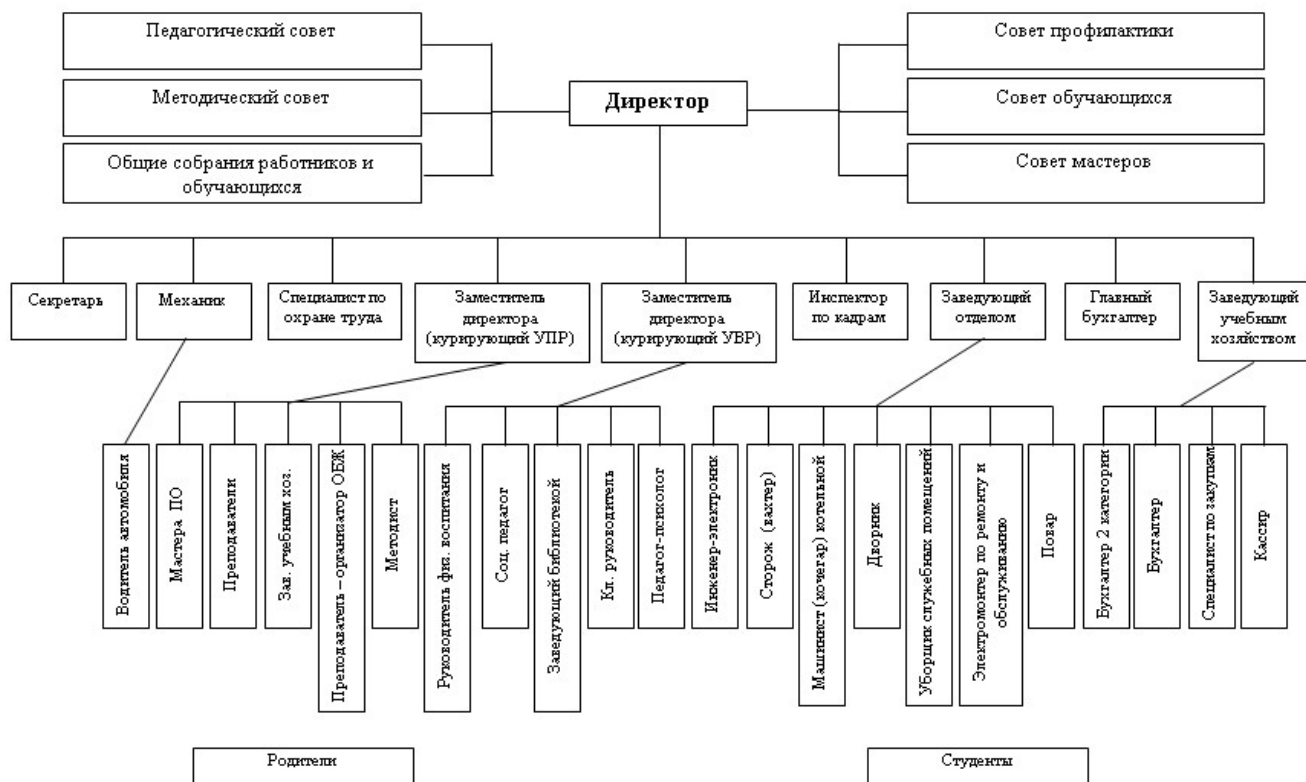 Педагогический совет
Совет профилактики
Методический совет
Директор
Совет обучающихся
Общие собрания работников и
обучающихся
Совет мастеров
Секретарь
Механик
Специалист по
охране труда
Заместитель
директора
(курирующий УПР)
Заместитель
директора
(курирующий УВР)
Инспектор
по кадрам
Заведующий
отделом
Главный
бухгалтер
Заведующий
учебным
хозяйством
Водитель автомобиля
Мастера ПО
Преподаватели
Зав. учебным хоз.
Преподаватель – организатор ОБЖ
Методист
Руководитель физ. воспитания
Соц. педагог
Заведующий библиотекой
Кл. руководитель
Педагог-психолог
Инженер-электроник
Сторож (вахтер)
Машинист (кочегар) котельной
Дворник
Уборщик служебных помещений
Электромонтер по ремонту и
обслуживанию
Повар
Бухгалтер 2 категории
Бухгалтер
Специалист по закупкам
Кассир
Родители
Студенты